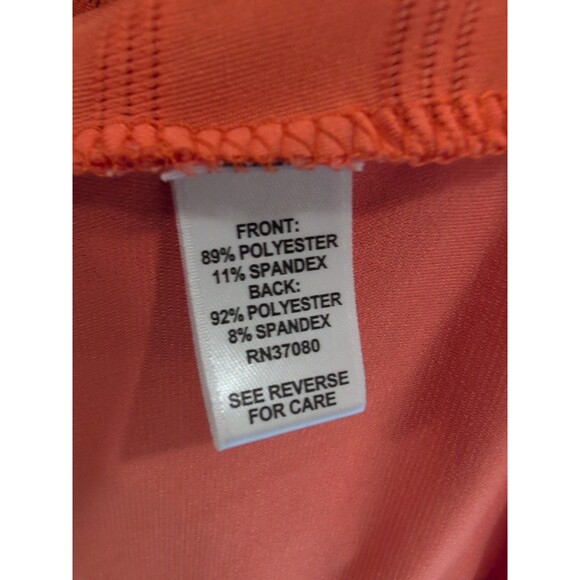 FRONT:
89% POLYESTER
11% SPANDEX
BACK:
92% POLYESTER
8% SPANDEX
RN37080
SEE REVERSE
FOR CARE